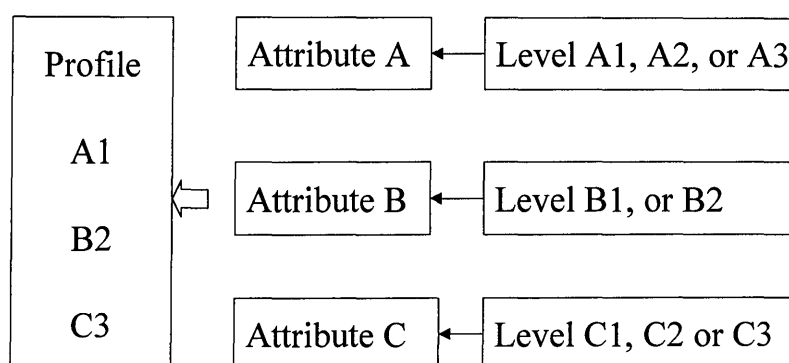 Profile
A1
B2
C3
Attribute A
Level A1, A2, or A3
Attribute B
Level B1, or B2
Attribute C
Level C1, C2 or C3